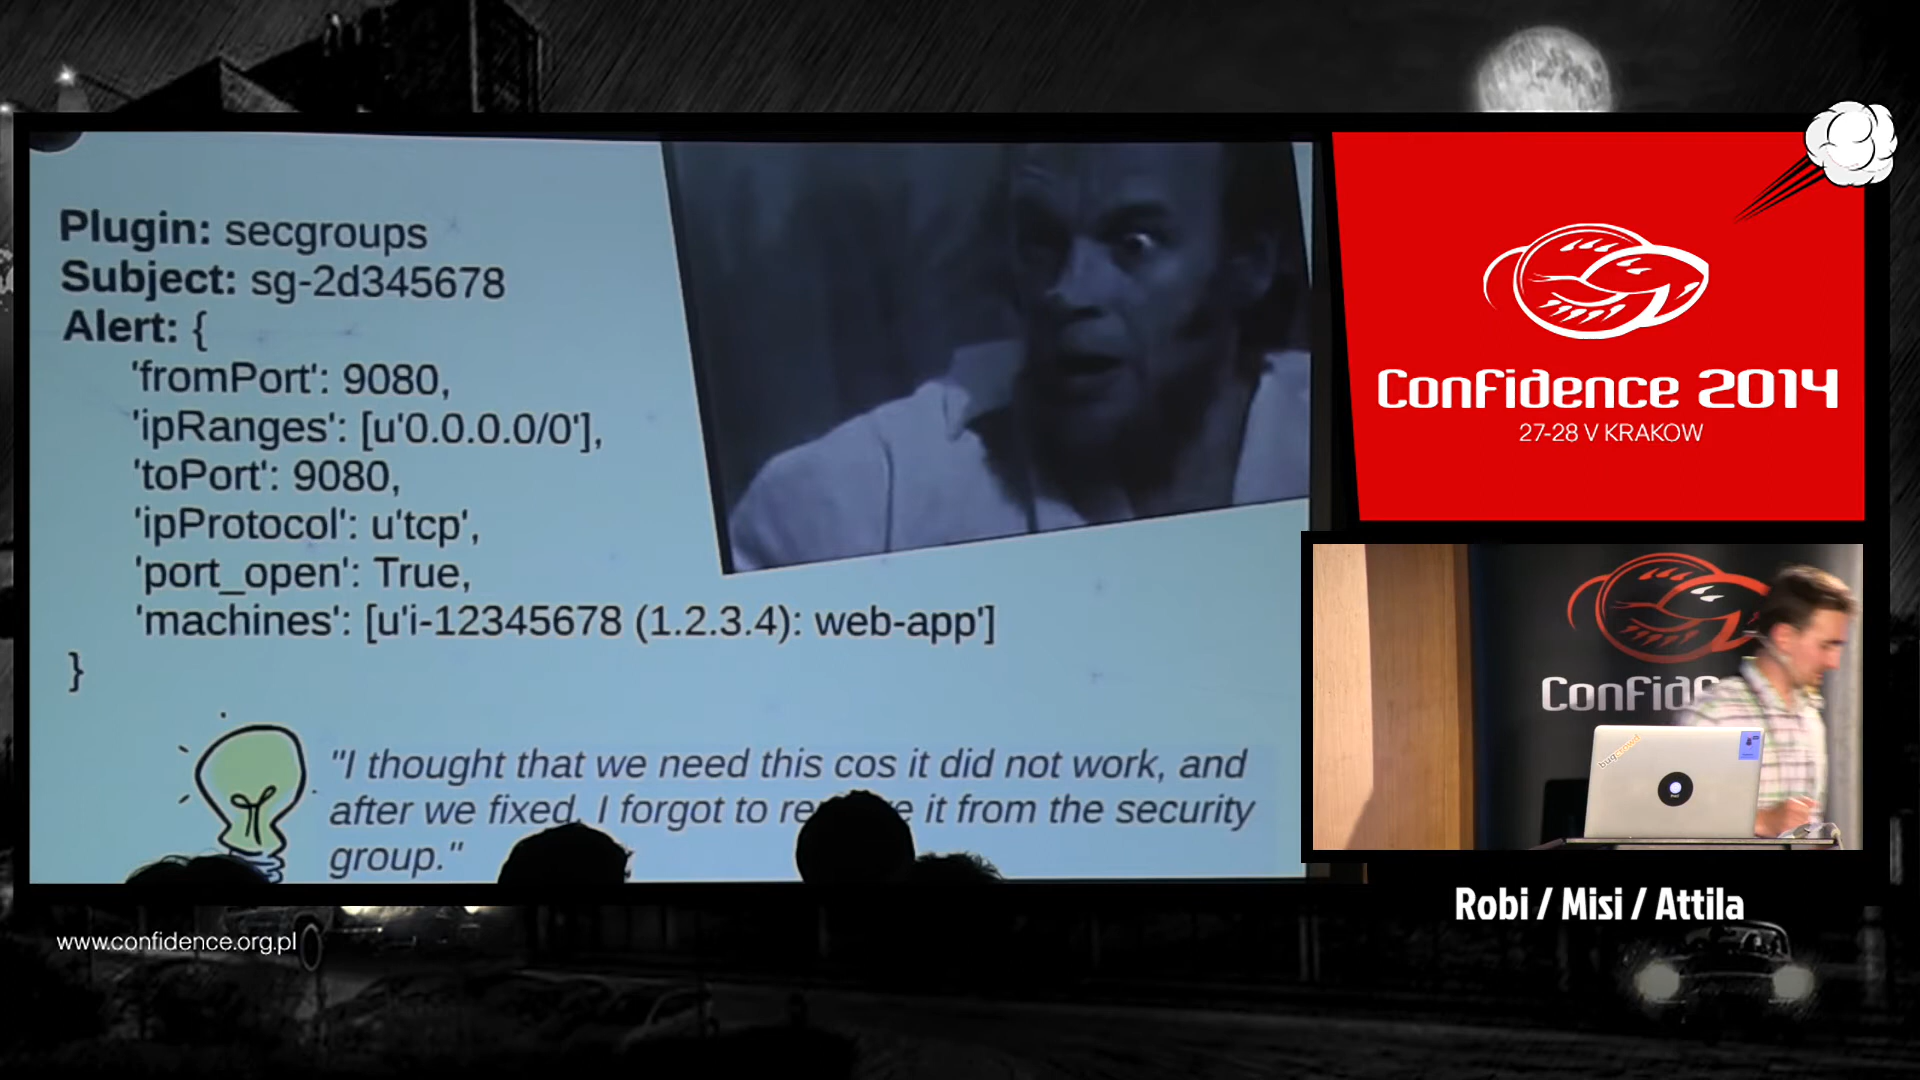 Plugin: secgroups
Subject: sg-2d345678
Alert: {
'fromPort': 9080,
'ipRanges': [u'0.0.0.0/0'],
'toPort': 9080,
'ipProtocol': u'tcp',
'port_open': True,
'machines': [u'i-12345678 (1.2.3.4): web-app']
}
"I thought that we need this cos it did not work, and
after we fixed, I forgot to it from the security
group."
Confidence 2014
27-28 V KRAKOW
Confid
bugcrowd
Robi / Misi / Attila
www.confidence.org.pl